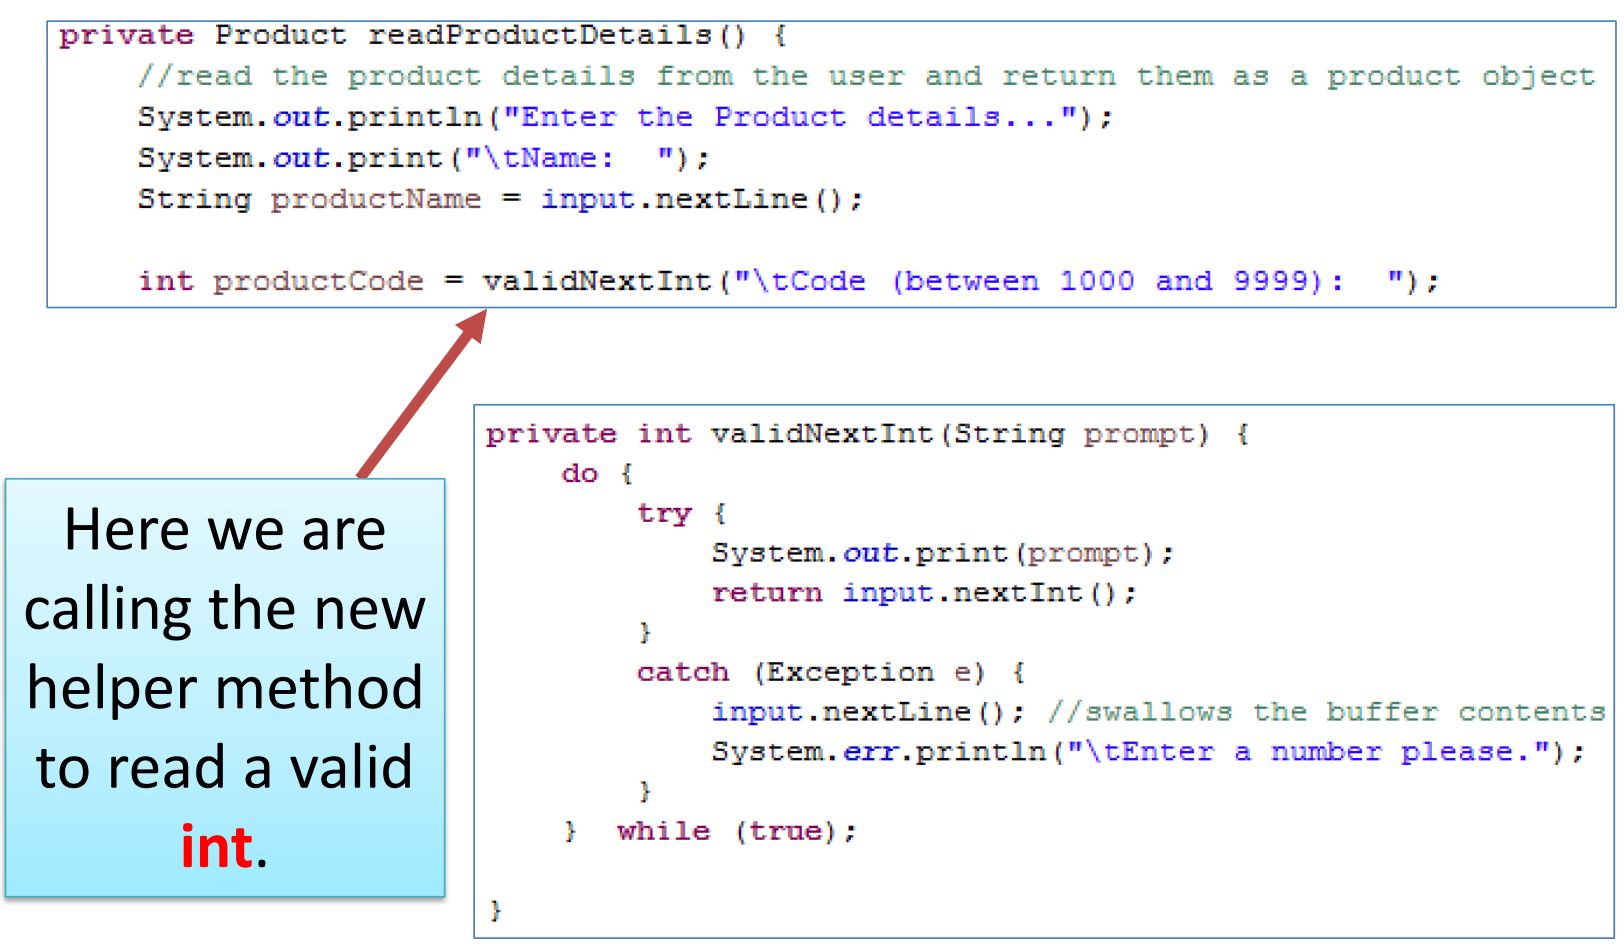 private Product readProductDetails() {
//read the product details from the user and return them as a product object
System.out.println("Enter the Product details...");
System.out.print("\tName:  ");
String productName = input.nextLine();
int productCode = validNextInt("\tCode (between 1000 and 9999):  ");
Here we are
calling the new
helper method
to read a valid
int.
private int validNextInt(String prompt) {
do {
try {
System.out.print(prompt);
return input.nextInt();
}
catch (Exception e) {
input.nextLine(); //swallows the buffer contents
System.err.println("\tEnter a number please.");
}
}  while (true);
}